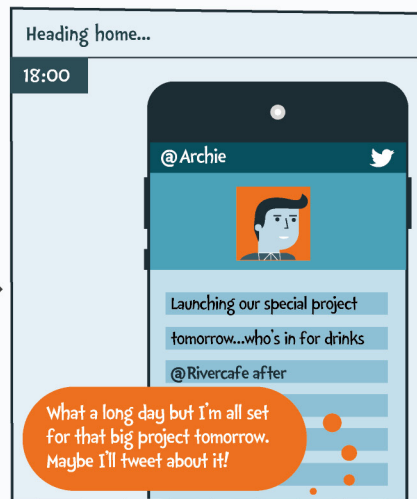 Heading home...
18:00
@Archie
Launching our special project
tomorrow...who's in for drinks
@Rivercafe after
What a long day but I'm all set
for that big project tomorrow.
Maybe I'll tweet about it!